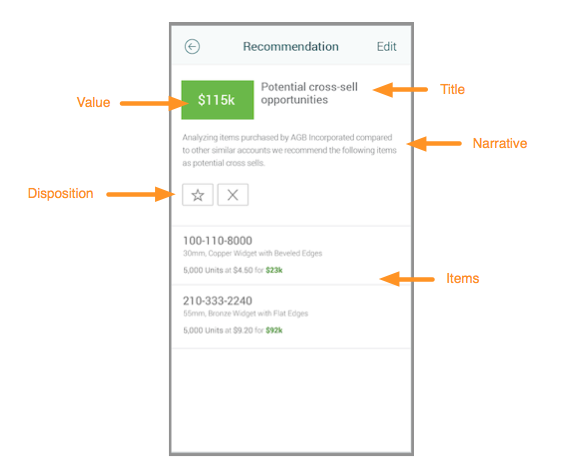 Recommendation Edit
Value
$115k
Potential cross-sell
opportunities
Title
Analyzing items purchased by AGB Incorporated compared
to other similar accounts we recommend the following items
as potential cross sells.
Narrative
Disposition
100-110-8000
30mm, Copper Widget with Beveled Edges
5,000 Units at $4.50 for $23k
Items
210-333-2240
55mm, Bronze Widget with Flat Edges
5,000 Units at $9.20 for $92k